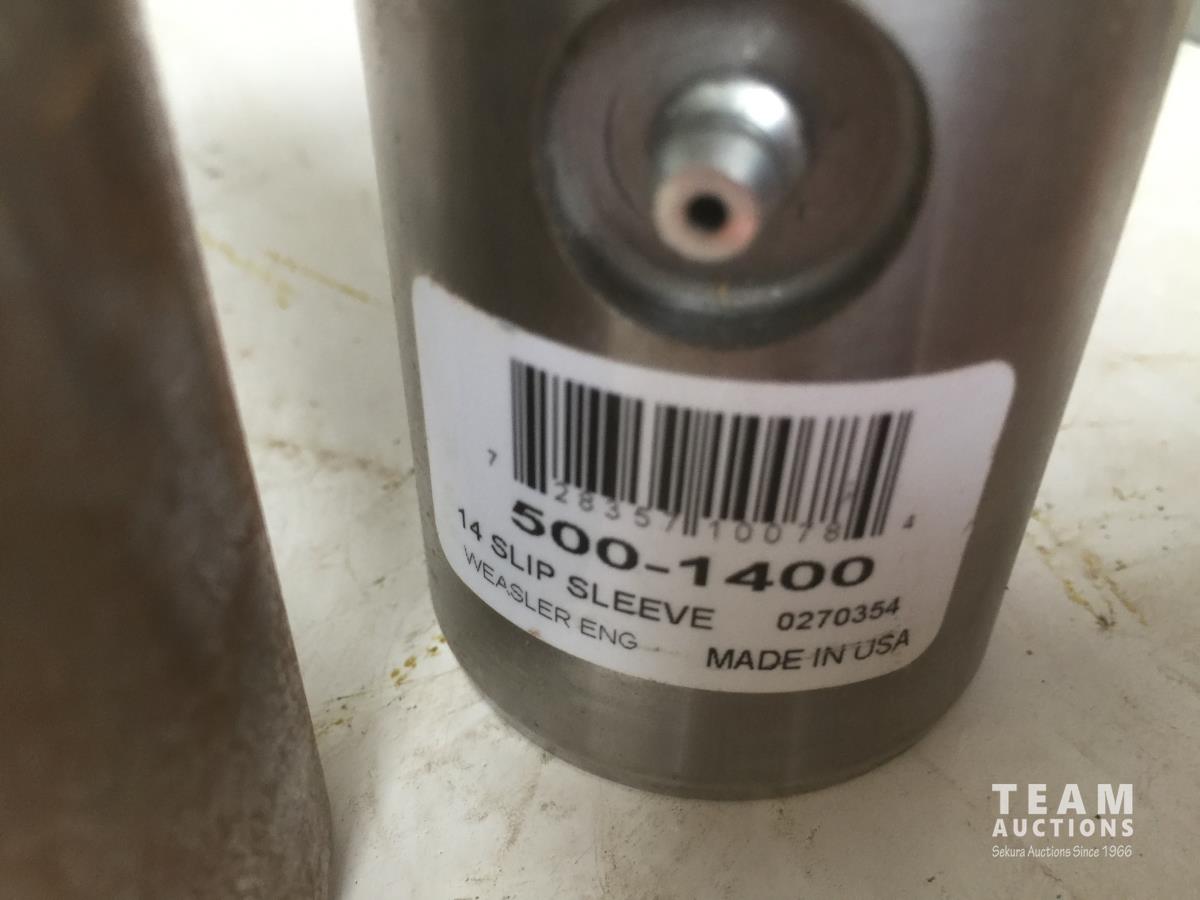 7 28357 10078 4
500-1400
14 SLIP SLEEVE 0270354
WEASLER ENG MADE IN USA
TEAM
AUCTIONS
Sekura Auctions Since 1966